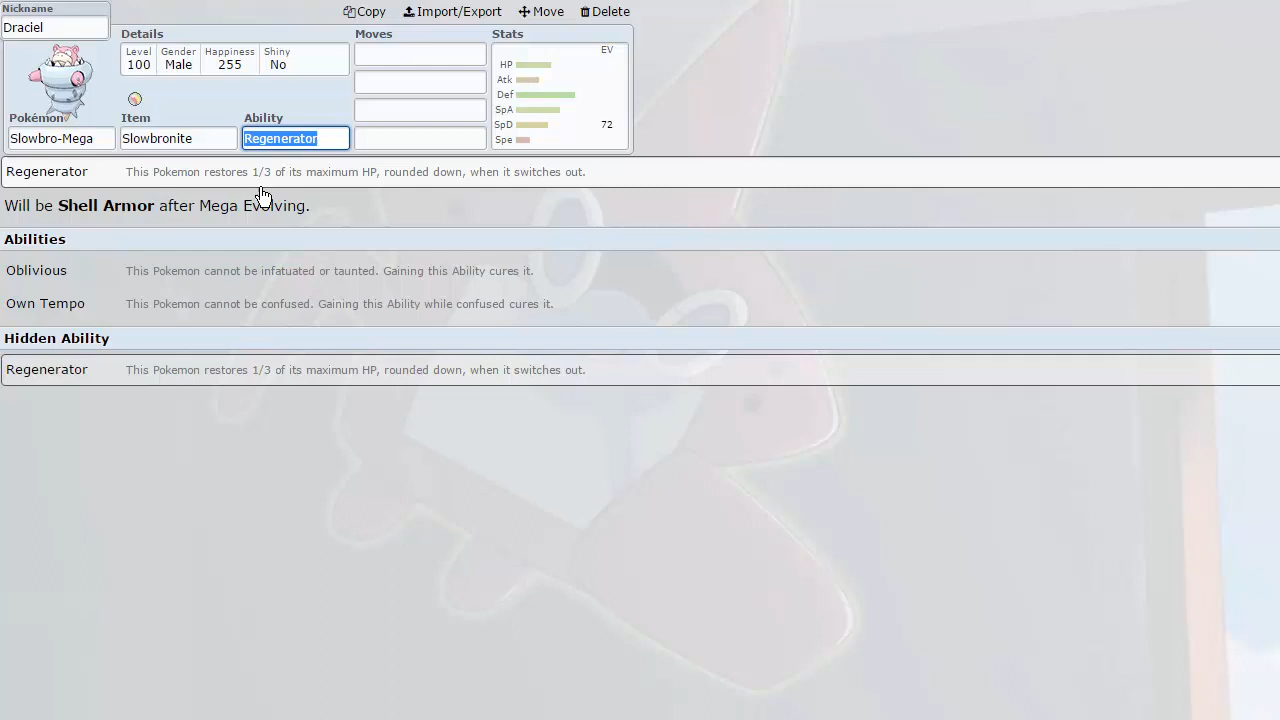 Nickname
Draciel
Copy Import/Export Move Delete
Details
Level Gender Happiness Shiny
100 Male 255 No
Moves
Stats
EV
HP
Atk
Def
SpA
SpD 72
Spe
Pokémon Item Ability
Slowbro-Mega Slowbronite Regenerator
Regenerator This Pokemon restores 1/3 of its maximum HP, rounded down, when it switches out.
Will be Shell Armor after Mega Evolving.
Abilities
Oblivious This Pokemon cannot be infatuated or taunted. Gaining this Ability cures it.
Own Tempo This Pokemon cannot be confused. Gaining this Ability while confused cures it.
Hidden Ability
Regenerator This Pokemon restores 1/3 of its maximum HP, rounded down, when it switches out.